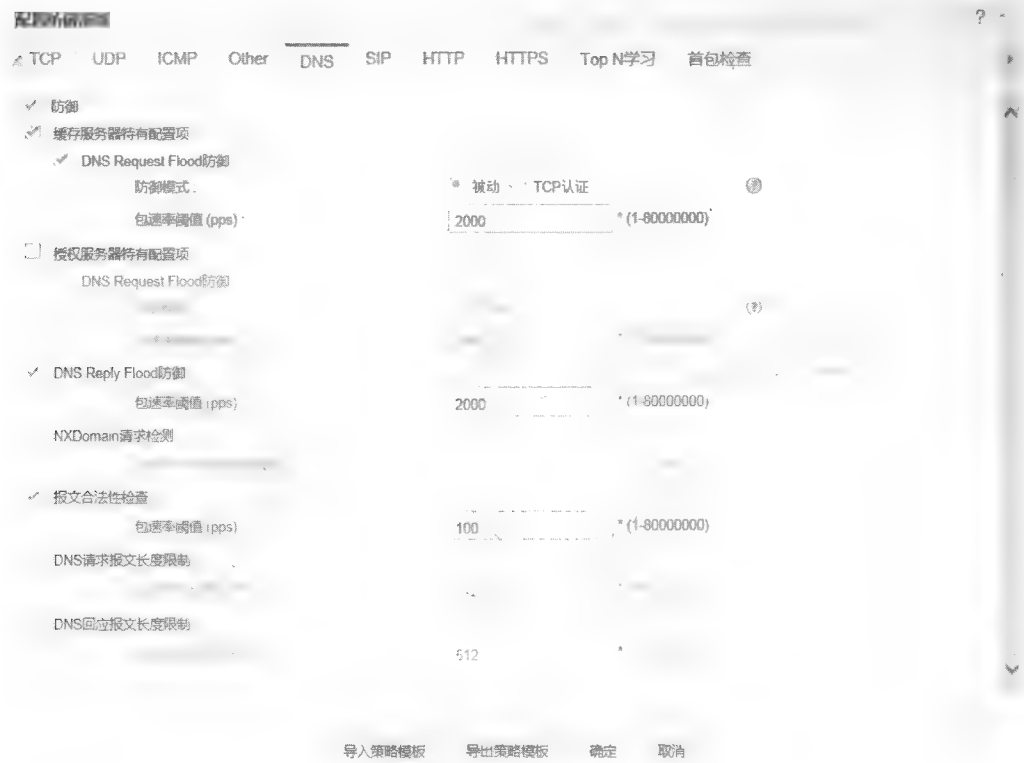 ?
TCP UDP ICMP Other DNS SIP HTTP HTTPS Top N学习 首包检查
防御
缓存服务器特有配置项
DNS Request Flood防御
防御模式 被动 TCP认证
包速率阈值 (pps) 2000 * (1-80000000)
授权服务器特有配置项
DNS Request Flood防御
(?)
DNS Reply Flood防御
包速率阈值 (pps) 2000 * (1-80000000)
NXDomain请求检测
报文合法性检查
包速率阈值 (pps) 100 * (1-80000000)
DNS请求报文长度限制
DNS回应报文长度限制
512 *
导入策略模板 导出策略模板 确定 取消